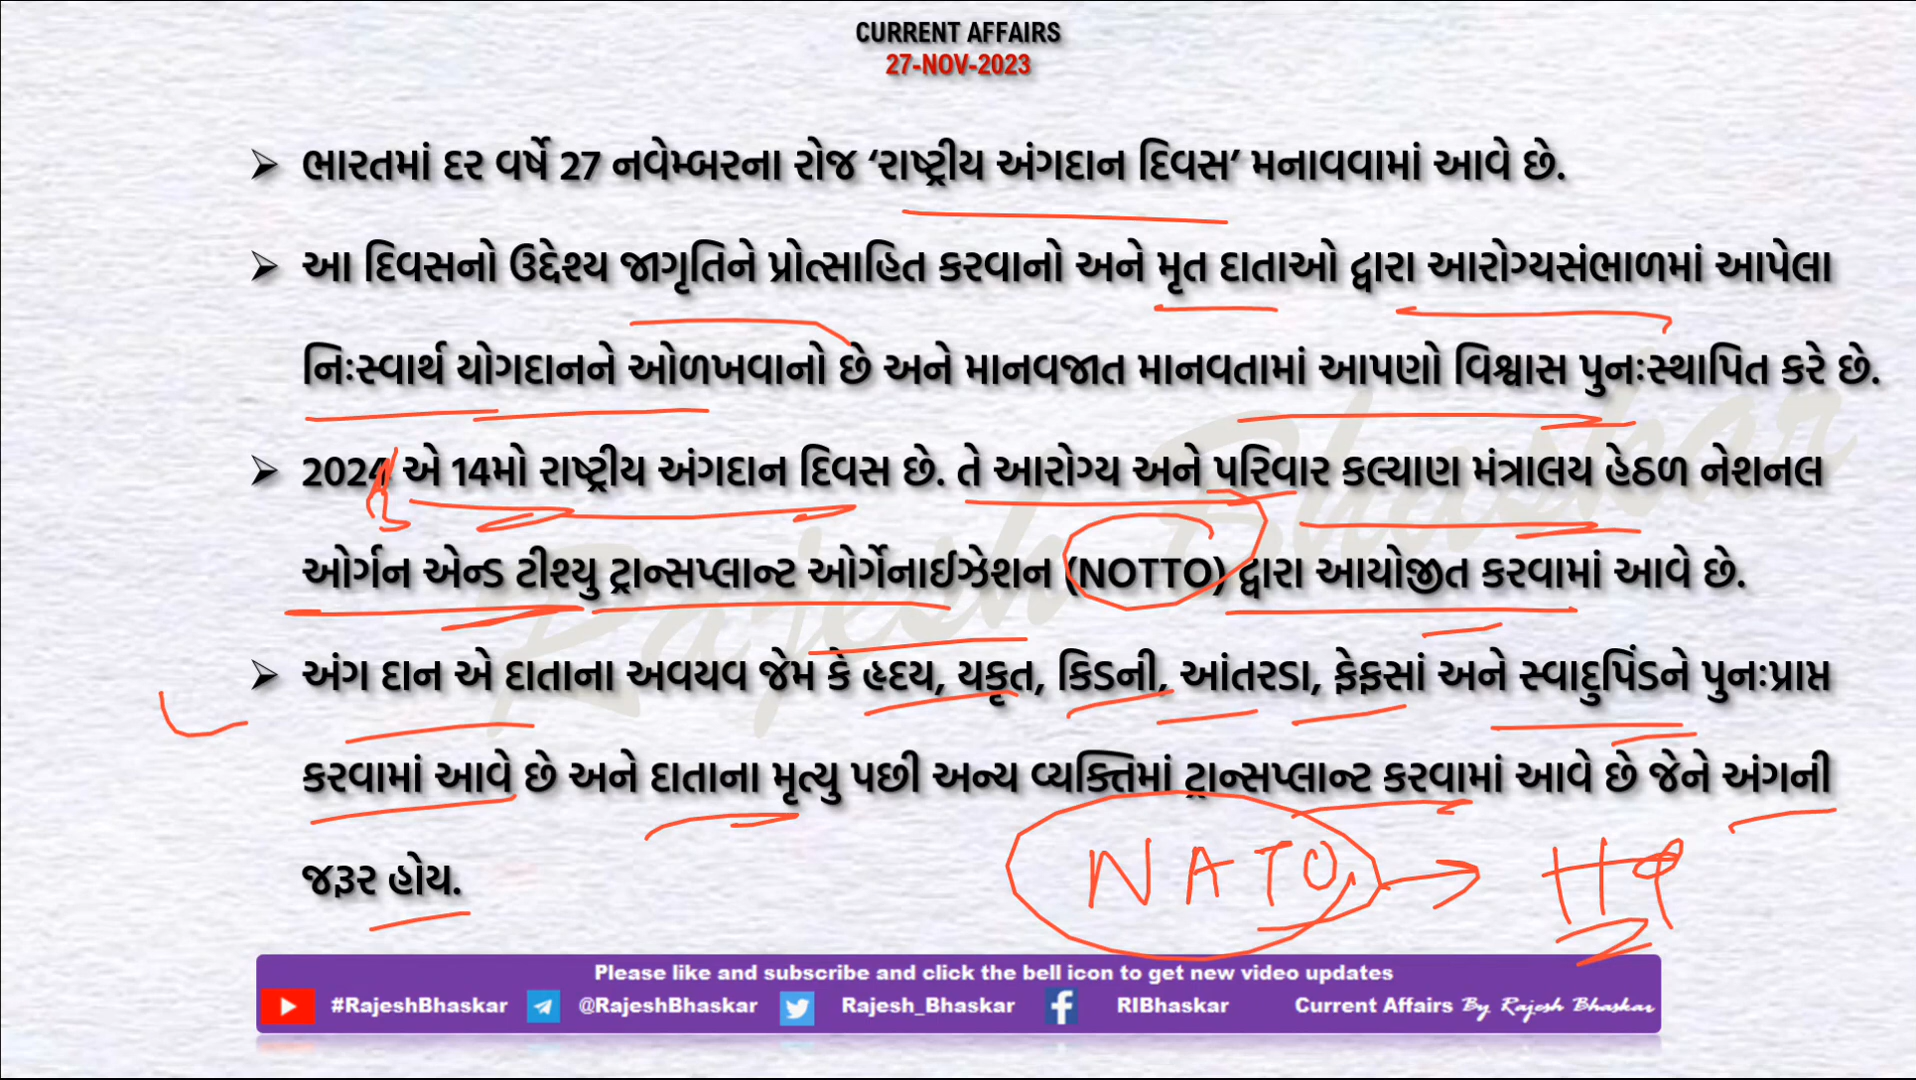 CURRENT AFFAIRS
27-NOV-2023
➢ ભારતમાં દર વર્ષે 27 નવેમ્બરના રોજ ‘રાષ્ટ્રીય અંગદાન દિવસ’ મનાવવામાં આવે છે.
➢ આ દિવસનો ઉદ્દેશ્ય જાગૃતિને પ્રોત્સાહિત કરવાનો અને મૃત દાતાઓ દ્વારા આરોગ્યસંભાળમાં આપેલા
નિઃસ્વાર્થ યોગદાનને ઓળખવાનો છે અને માનવજાત માનવતામાં આપણો વિશ્વાસ પુનઃસ્થાપિત કરે છે.
➢ 2024 એ 14મો રાષ્ટ્રીય અંગદાન દિવસ છે. તે આરોગ્ય અને પરિવાર કલ્યાણ મંત્રાલય હેઠળ નેશનલ
ઓર્ગન એન્ડ ટીશ્યુ ટ્રાન્સપ્લાન્ટ ઓર્ગેનાઈઝેશન (NOTTO) દ્વારા આયોજીત કરવામાં આવે છે.
➢ અંગ દાન એ દાતાના અવયવ જેમ કે હૃદય, યકૃત, કિડની, આંતરડા, ફેફસાં અને સ્વાદુપિંડને પુનઃપ્રાપ્ત
કરવામાં આવે છે અને દાતાના મૃત્યુ પછી અન્ય વ્યક્તિમાં ટ્રાન્સપ્લાન્ટ કરવામાં આવે છે જેને અંગની
જરૂર હોય.
NATO → Hq
Rajesh Bhaskar
Please like and subscribe and click the bell icon to get new video updates
#RajeshBhaskar @RajeshBhaskar Rajesh_Bhaskar RIBhaskar Current Affairs By Rajesh Bhaskar